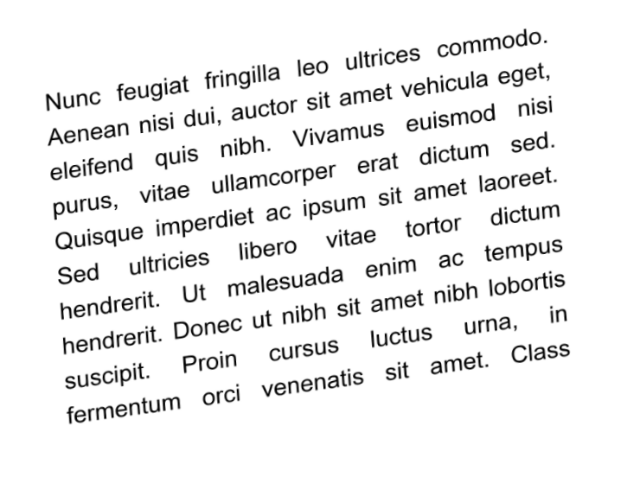 Nunc feugiat fringilla leo ultrices commodo.
Aenean nisi dui, auctor sit amet vehicula eget,
eleifend quis nibh. Vivamus euismod nisi
purus, vitae ullamcorper erat dictum sed.
Quisque imperdiet ac ipsum sit amet laoreet.
Sed ultricies libero vitae tortor dictum
hendrerit. Ut malesuada enim ac tempus
hendrerit. Donec ut nibh sit amet nibh lobortis
suscipit. Proin cursus luctus urna, in
fermentum orci venenatis sit amet. Class